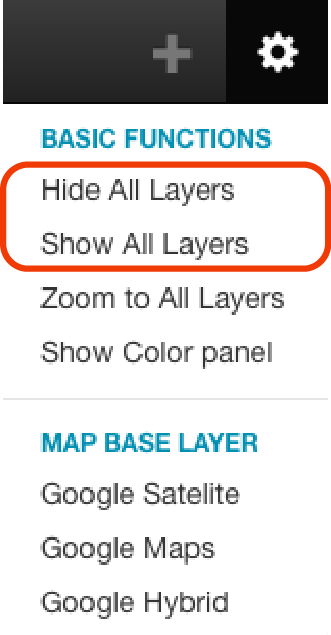 BASIC FUNCTIONS
Hide All Layers
Show All Layers
Zoom to All Layers
Show Color panel
MAP BASE LAYER
Google Satelite
Google Maps
Google Hybrid